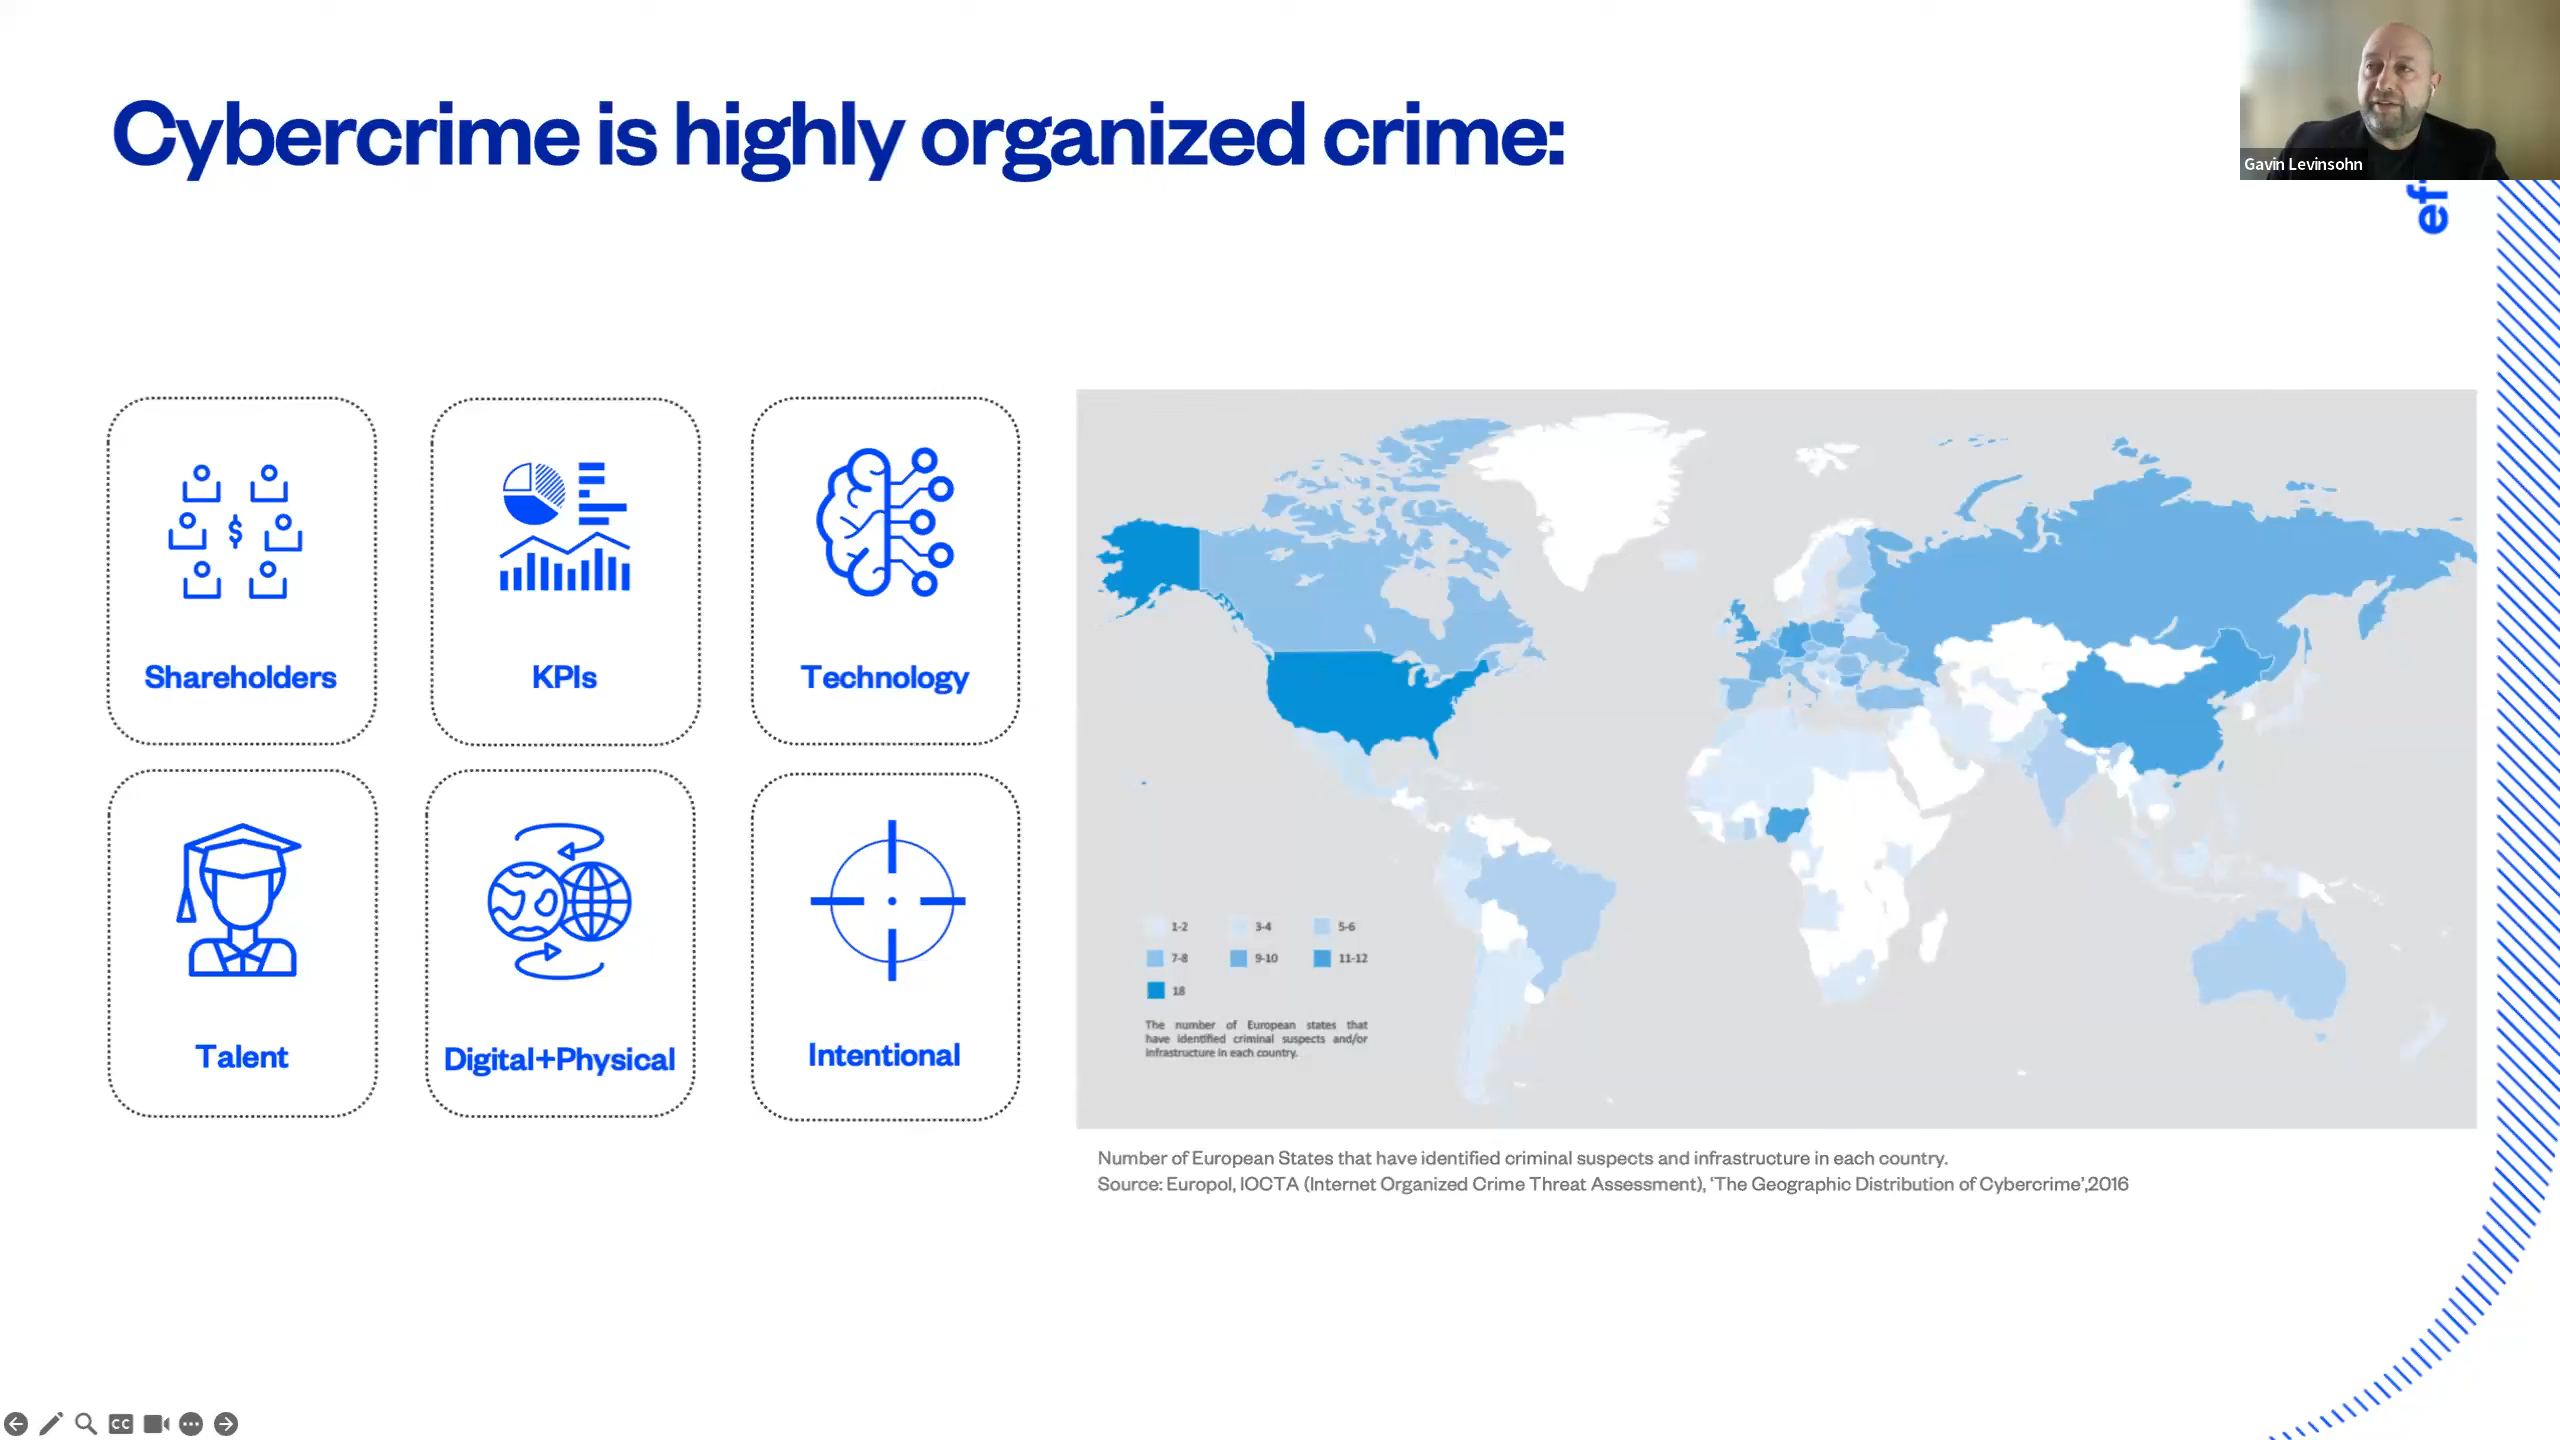 Cybercrime is highly organized crime:
Gavin Levinsohn
ef
Shareholders
KPIs
Technology
Talent
Digital+Physical
Intentional
1-2
3-4
5-6
7-8
9-10
11-12
18
The number of European states that
have identified criminal suspects and/or
infrastructure in each country.
Number of European States that have identified criminal suspects and infrastructure in each country.
Source: Europol, IOCTA (Internet Organized Crime Threat Assessment), ‘The Geographic Distribution of Cybercrime’,2016
$
CC